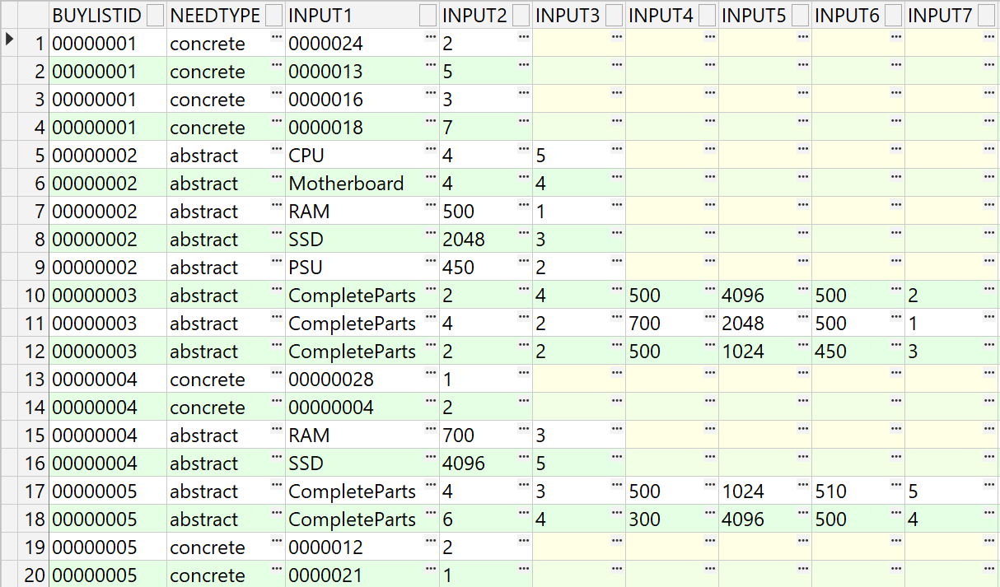 BUYLISTID NEEDTYPE INPUT1 INPUT2 INPUT3 INPUT4 INPUT5 INPUT6 INPUT7
1 00000001 concrete 0000024 2
2 00000001 concrete 0000013 5
3 00000001 concrete 0000016 3
4 00000001 concrete 0000018 7
5 00000002 abstract CPU 4 5
6 00000002 abstract Motherboard 4 4
7 00000002 abstract RAM 500 1
8 00000002 abstract SSD 2048 3
9 00000002 abstract PSU 450 2
10 00000003 abstract CompleteParts 2 4 500 4096 500 2
11 00000003 abstract CompleteParts 4 2 700 2048 500 1
12 00000003 abstract CompleteParts 2 2 500 1024 450 3
13 00000004 concrete 00000028 1
14 00000004 concrete 00000004 2
15 00000004 abstract RAM 700 3
16 00000004 abstract SSD 4096 5
17 00000005 abstract CompleteParts 4 3 500 1024 510 5
18 00000005 abstract CompleteParts 6 4 300 4096 500 4
19 00000005 concrete 0000012 2
20 00000005 concrete 0000021 1